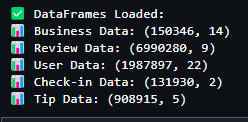 ✅ DataFrames Loaded:
📊 Business Data: (150346, 14)
📊 Review Data: (6990280, 9)
📊 User Data: (1987897, 22)
📊 Check-in Data: (131930, 2)
📊 Tip Data: (908915, 5)